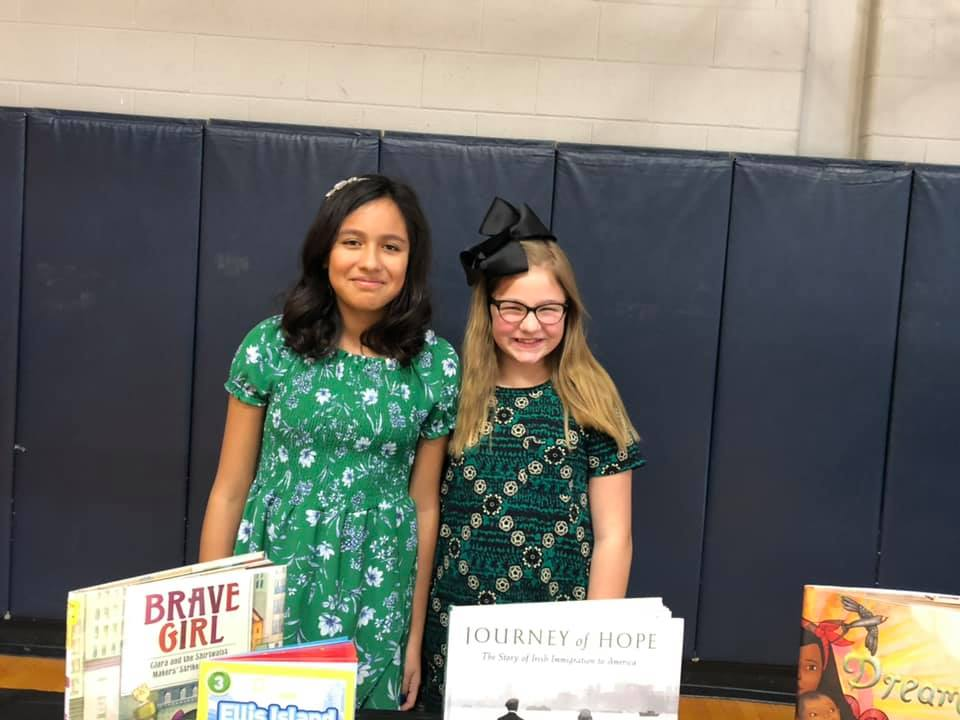 BRAVE
GIRL
Clara and the Shirtwaist
Makers' Strike
3
Ellis Island
JOURNEY of HOPE
The Story of Irish Immigration to America
Dream